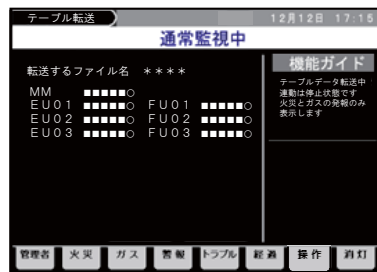 テーブル転送
12月12日 17:15
通常監視中
転送するファイル名 ****
MM ■■■■■○
EU01 ■■■■■○ FU01 ■■■■■○
EU02 ■■■■■○ FU02 ■■■■■○
EU03 ■■■■■○ FU03 ■■■■■○
機能ガイド
テーブルデータ転送中
連動は停止状態です
火災とガスの発報のみ
表示します
管理者 火災 ガス 警報 トラブル 経過 操作 消灯